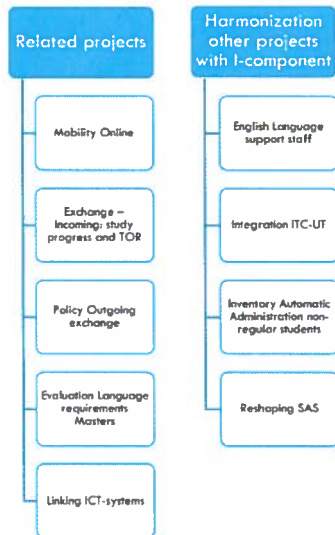 Related projects
Mobility Online
Exchange –
Incoming: study
progress and TOR
Policy Outgoing
exchange
Evaluation Language
requirements
Masters
Linking ICT-systems
Harmonization
other projects
with I-component
English Language
support staff
Integration ITC-UT
Inventory Automatic
Administration non-
regular students
Reshaping SAS